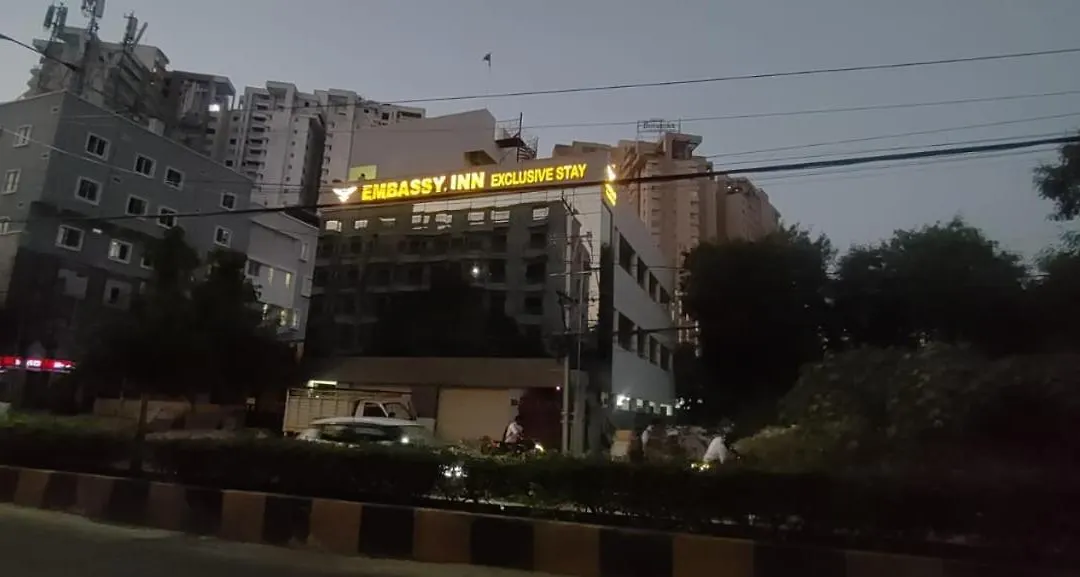 EMBASSY INN EXCLUSIVE STAY